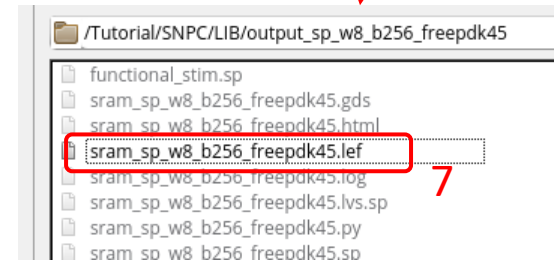 /Tutorial/SNPC/LIB/output_sp_w8_b256_freepdk45
functional_stim.sp
sram_sp_w8_b256_freepdk45.gds
sram_sp_w8_b256_freepdk45.html
sram_sp_w8_b256_freepdk45.lef
sram_sp_w8_b256_freepdk45.log
7
sram_sp_w8_b256_freepdk45.lvs.sp
sram_sp_w8_b256_freepdk45.py
sram_sp_w8_b256_freepdk45.sp